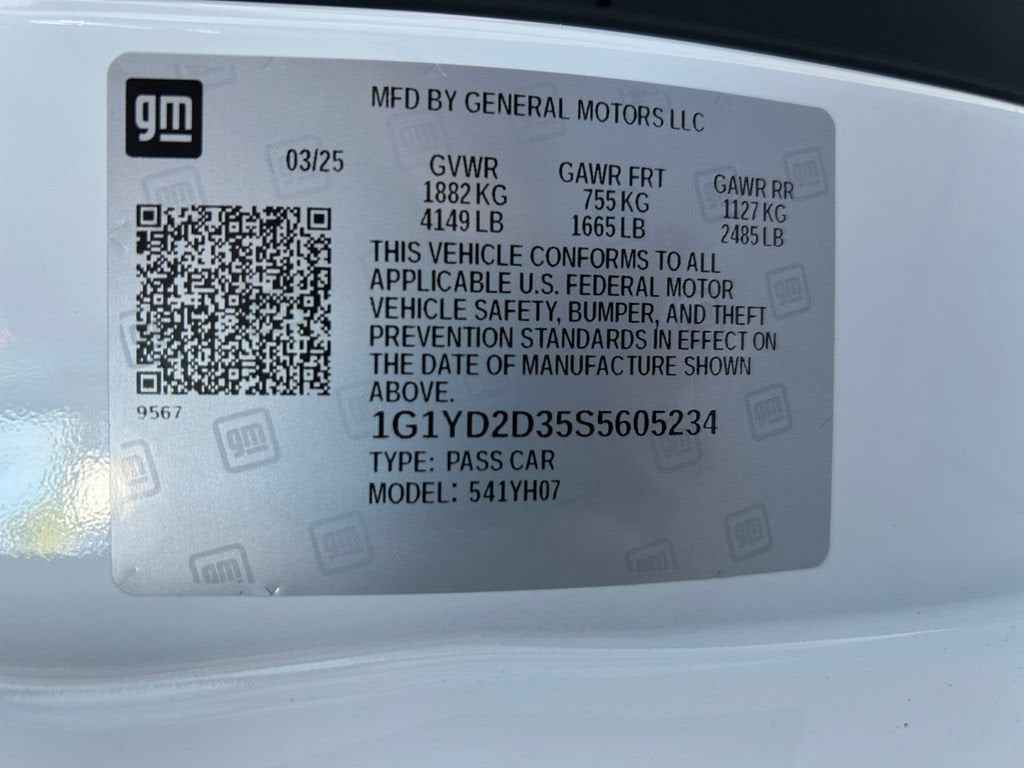 gm
MFD BY GENERAL MOTORS LLC
03/25
GVWR
1882 KG
4149 LB
GAWR FRT
755 KG
1665 LB
GAWR RR
1127 KG
2485 LB
THIS VEHICLE CONFORMS TO ALL
APPLICABLE U.S. FEDERAL MOTOR
VEHICLE SAFETY, BUMPER, AND THEFT
PREVENTION STANDARDS IN EFFECT ON
THE DATE OF MANUFACTURE SHOWN
ABOVE.
9567
1G1YD2D35S5605234
TYPE: PASS CAR
MODEL: 541YH07